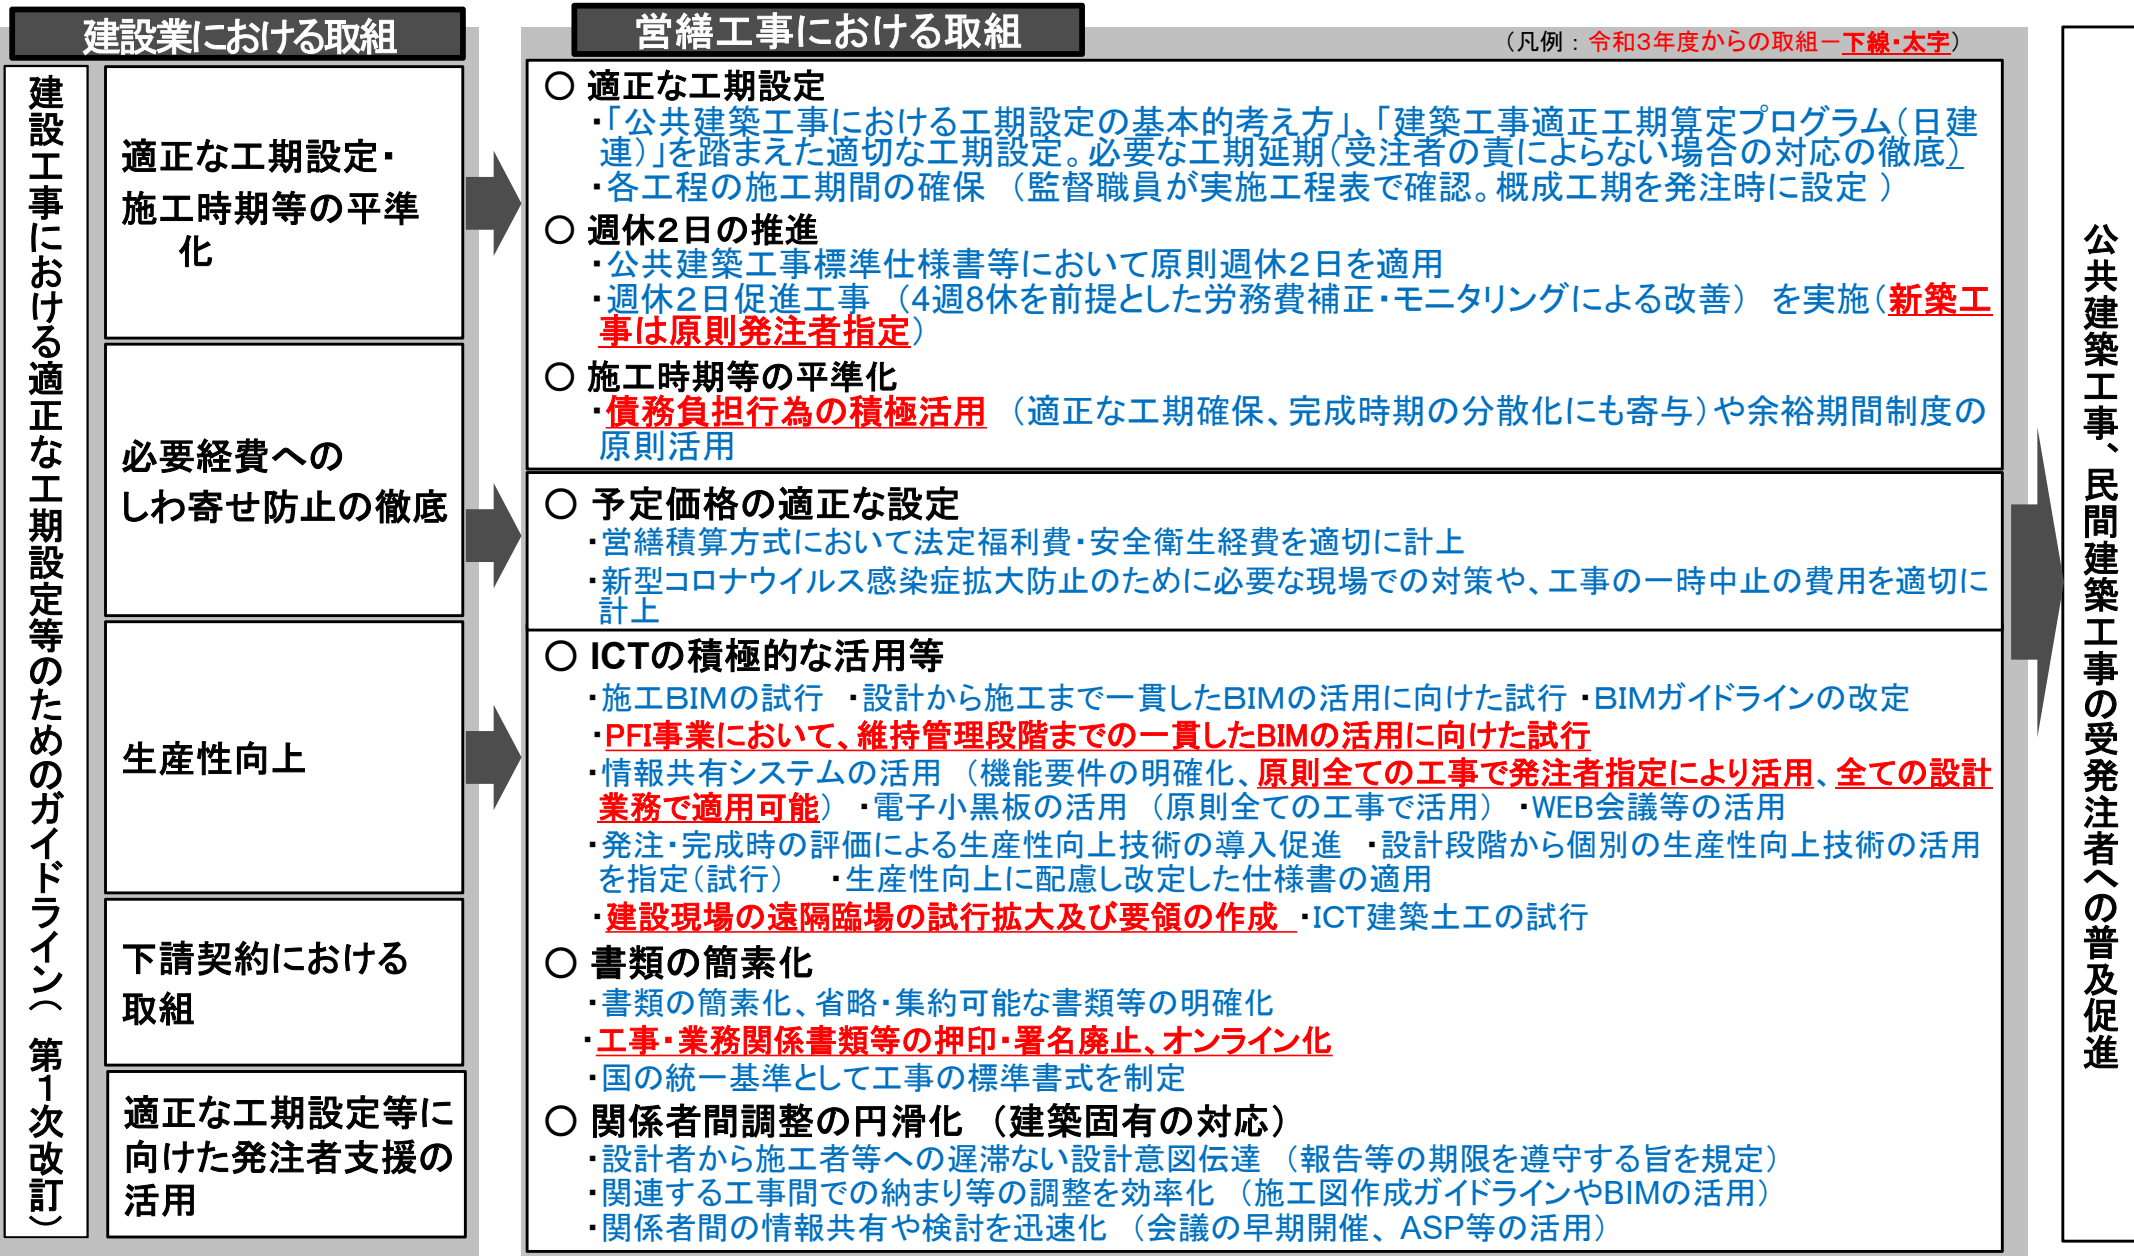 建設業における取組
建設工事における適正な工期設定等のためのガイドライン（第１次改訂）
適正な工期設定・
施工時期等の平準
化
必要経費への
しわ寄せ防止の徹底
生産性向上
下請契約における
取組
適正な工期設定等に
向けた発注者支援の
活用
営繕工事における取組
（凡例：令和3年度からの取組－下線・太字）
○ 適正な工期設定
・「公共建築工事における工期設定の基本的考え方」、「建築工事適正工期算定プログラム（日建
連）」を踏まえた適切な工期設定。必要な工期延期（受注者の責によらない場合の対応の徹底）
・各工程の施工期間の確保 （監督職員が実施工程表で確認。概成工期を発注時に設定 ）
○ 週休２日の推進
・公共建築工事標準仕様書等において原則週休２日を適用
・週休２日促進工事 （4週8休を前提とした労務費補正・モニタリングによる改善） を実施（新築工
事は原則発注者指定）
○ 施工時期等の平準化
・債務負担行為の積極活用 （適正な工期確保、完成時期の分散化にも寄与）や余裕期間制度の
原則活用
○ 予定価格の適正な設定
・営繕積算方式において法定福利費・安全衛生経費を適切に計上
・新型コロナウイルス感染症拡大防止のために必要な現場での対策や、工事の一時中止の費用を適切に
計上
○ ICTの積極的な活用等
・施工BIMの試行 ・設計から施工まで一貫したBIMの活用に向けた試行 ・BIMガイドラインの改定
・PFI事業において、維持管理段階までの一貫したBIMの活用に向けた試行
・情報共有システムの活用 （機能要件の明確化、原則全ての工事で発注者指定により活用、全ての設計
業務で適用可能） ・電子小黒板の活用 （原則全ての工事で活用） ・WEB会議等の活用
・発注・完成時の評価による生産性向上技術の導入促進 ・設計段階から個別の生産性向上技術の活用
を指定（試行） ・生産性向上に配慮し改定した仕様書の適用
・建設現場の遠隔臨場の試行拡大及び要領の作成 ・ICT建築土工の試行
○ 書類の簡素化
・書類の簡素化、省略・集約可能な書類等の明確化
・工事・業務関係書類等の押印・署名廃止、オンライン化
・国の統一基準として工事の標準書式を制定
○ 関係者間調整の円滑化 （建築固有の対応）
・設計者から施工者等への遅滞ない設計意図伝達 （報告等の期限を遵守する旨を規定）
・関連する工事間での納まり等の調整を効率化 （施工図作成ガイドラインやBIMの活用）
・関係者間の情報共有や検討を迅速化 （会議の早期開催、ASP等の活用）
公共建築工事、民間建築工事の受発注者への普及促進